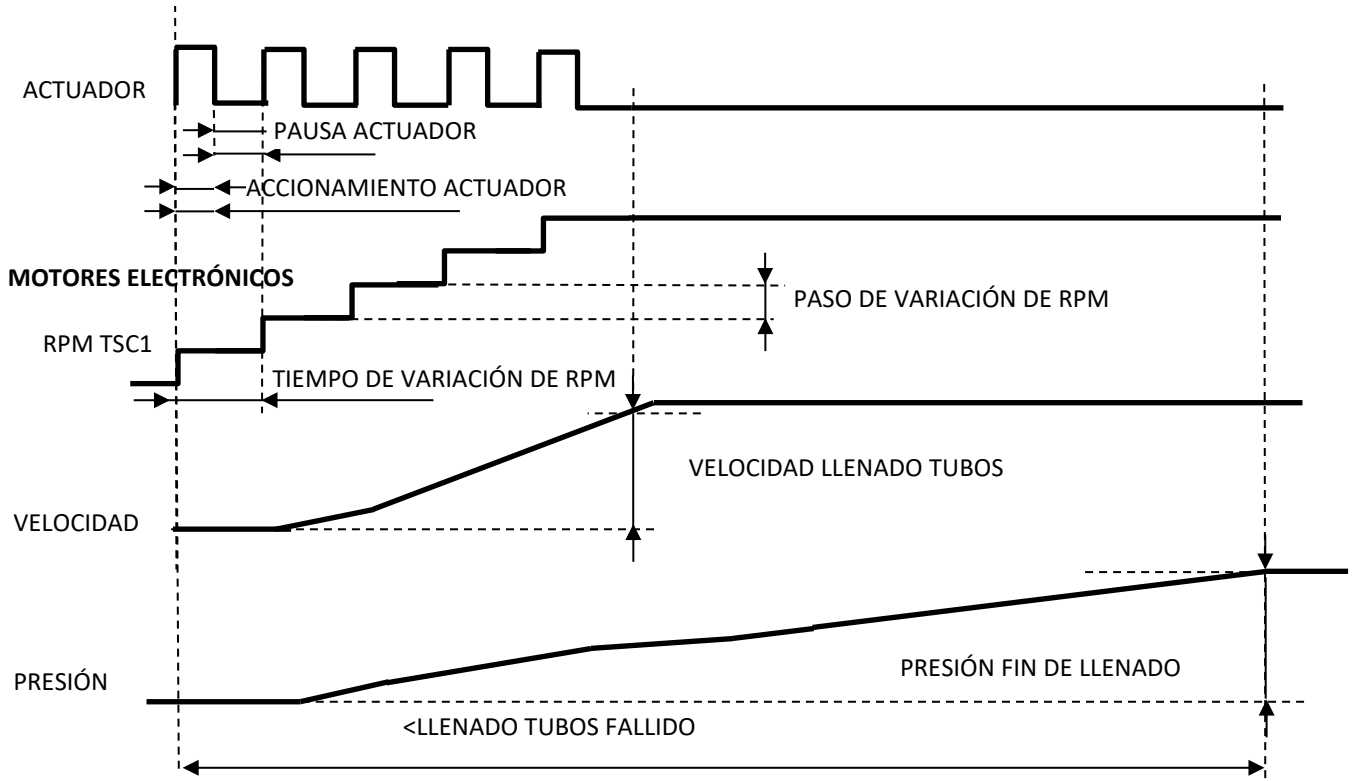 ACTUADOR
PAUSA ACTUADOR
ACCIONAMIENTO ACTUADOR
MOTORES ELECTRÓNICOS
PASO DE VARIACIÓN DE RPM
RPM TSC1
TIEMPO DE VARIACIÓN DE RPM
VELOCIDAD LLENADO TUBOS
VELOCIDAD
PRESIÓN FIN DE LLENADO
PRESIÓN
<LLENADO TUBOS FALLIDO